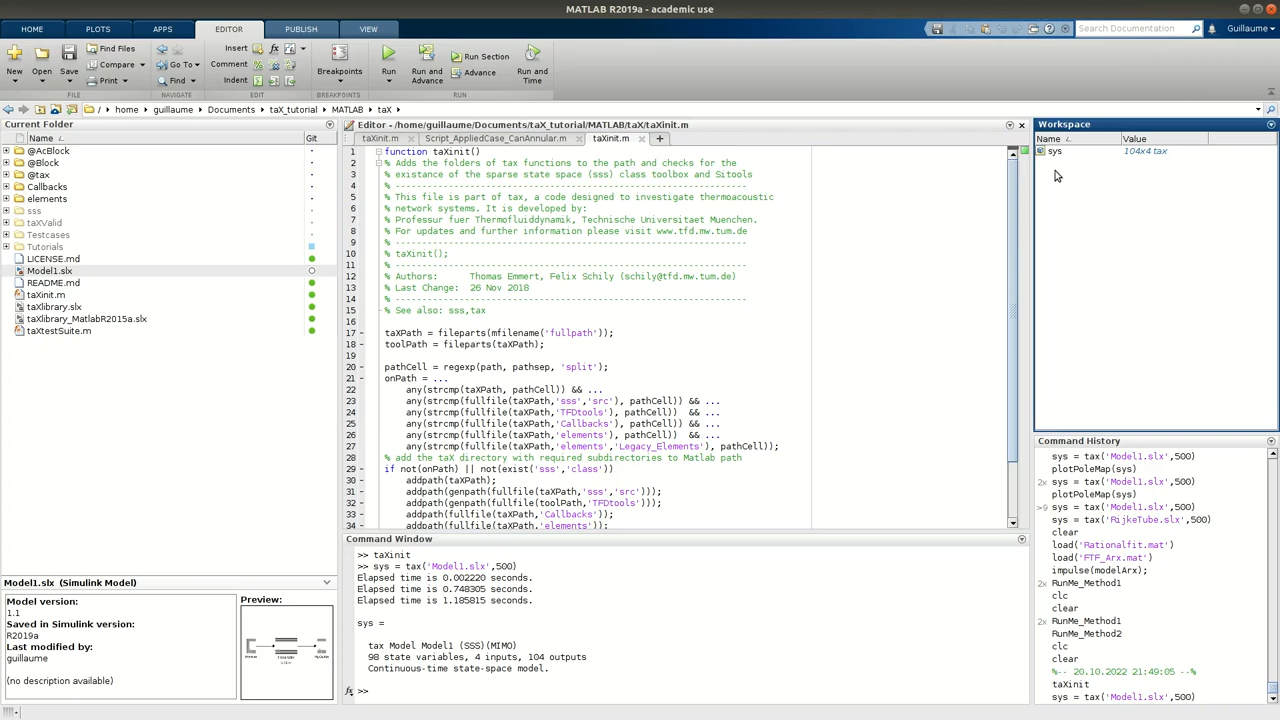 MATLAB R2019a - academic use
HOME PLOTS APPS EDITOR PUBLISH VIEW Search Documentation Guillaume
New Open Save Find Files Compare Print Go To Find Insert Comment Indent fx Breakpoints Run Run and Advance Run Section Advance Run and Time
FILE NAVIGATE EDIT BREAKPOINTS RUN
/ home guillaume Documents taX_tutorial MATLAB taX
Current Folder
Name Git
@AcBlock
@Block
@tax
Callbacks
elements
sss
taXValid
Testcases
Tutorials
LICENSE.md
Model1.slx
README.md
taXinit.m
taXlibrary.slx
taXlibrary_MatlabR2015a.slx
taXtestSuite.m
Model1.slx (Simulink Model)
Model version:
1.1
Saved in Simulink version:
R2019a
Last modified by:
guillaume
(no description available)
Preview:
Editor - /home/guillaume/Documents/taX_tutorial/MATLAB/taX/taXinit.m
taXinit.m Script_AppliedCase_CanAnnular.m taXinit.m
1 function taXinit()
2 % Adds the folders of tax functions to the path and checks for the
3 % existance of the sparse state space (sss) class toolbox and Sitools
4 % ------------------------------------------------------------------
5 % This file is part of tax, a code designed to investigate thermoacoustic
6 % network systems. It is developed by:
7 % Professur fuer Thermofluiddynamik, Technische Universitaet Muenchen.
8 % For updates and further information please visit www.tfd.mw.tum.de
9 % ------------------------------------------------------------------
10 % taXinit();
11 % ------------------------------------------------------------------
12 % Authors: Thomas Emmert, Felix Schily (schily@tfd.mw.tum.de)
13 % Last Change: 26 Nov 2018
14 % ------------------------------------------------------------------
15 % See also: sss,tax
16
17 taXPath = fileparts(mfilename('fullpath'));
18 toolPath = fileparts(taXPath);
19
20 pathCell = regexp(path, pathsep, 'split');
21 onPath = ...
22 any(strcmp(taXPath, pathCell)) && ...
23 any(strcmp(fullfile(taXPath,'sss','src'), pathCell)) && ...
24 any(strcmp(fullfile(taXPath,'TFDtools'), pathCell)) && ...
25 any(strcmp(fullfile(taXPath,'Callbacks'), pathCell)) && ...
26 any(strcmp(fullfile(taXPath,'elements'), pathCell)) && ...
27 any(strcmp(fullfile(taXPath,'elements','Legacy_Elements'), pathCell));
28 % add the taX directory with required subdirectories to Matlab path
29 if not(onPath) || not(exist('sss','class'))
30 addpath(taXPath);
31 addpath(genpath(fullfile(taXPath,'sss','src')));
32 addpath(genpath(fullfile(toolPath,'TFDtools')));
33 addpath(fullfile(taXPath,'Callbacks'));
34 addpath(fullfile(taXPath,'elements'));
Command Window
>> taXinit
>> sys = tax('Model1.slx',500)
Elapsed time is 0.002220 seconds.
Elapsed time is 0.748305 seconds.
Elapsed time is 1.185815 seconds.
sys =
tax Model Model1 (SSS)(MIMO)
98 state variables, 4 inputs, 104 outputs
Continuous-time state-space model.
fx >>
Workspace
Name Value
sys 104x4 tax
Command History
sys = tax('Model1.slx',500)
plotPoleMap(sys)
2x sys = tax('Model1.slx',500)
plotPoleMap(sys)
>9 sys = tax('Model1.slx',500)
sys = tax('RijkeTube.slx',500)
clear
load('Rationalfit.mat')
load('FTF_Arx.mat')
impulse(modelArx);
2x RunMe_Method1
clc
clear
2x RunMe_Method1
RunMe_Method2
clc
clear
%-- 20.10.2022 21:49:05 --%
taXinit
sys = tax('Model1.slx',500)